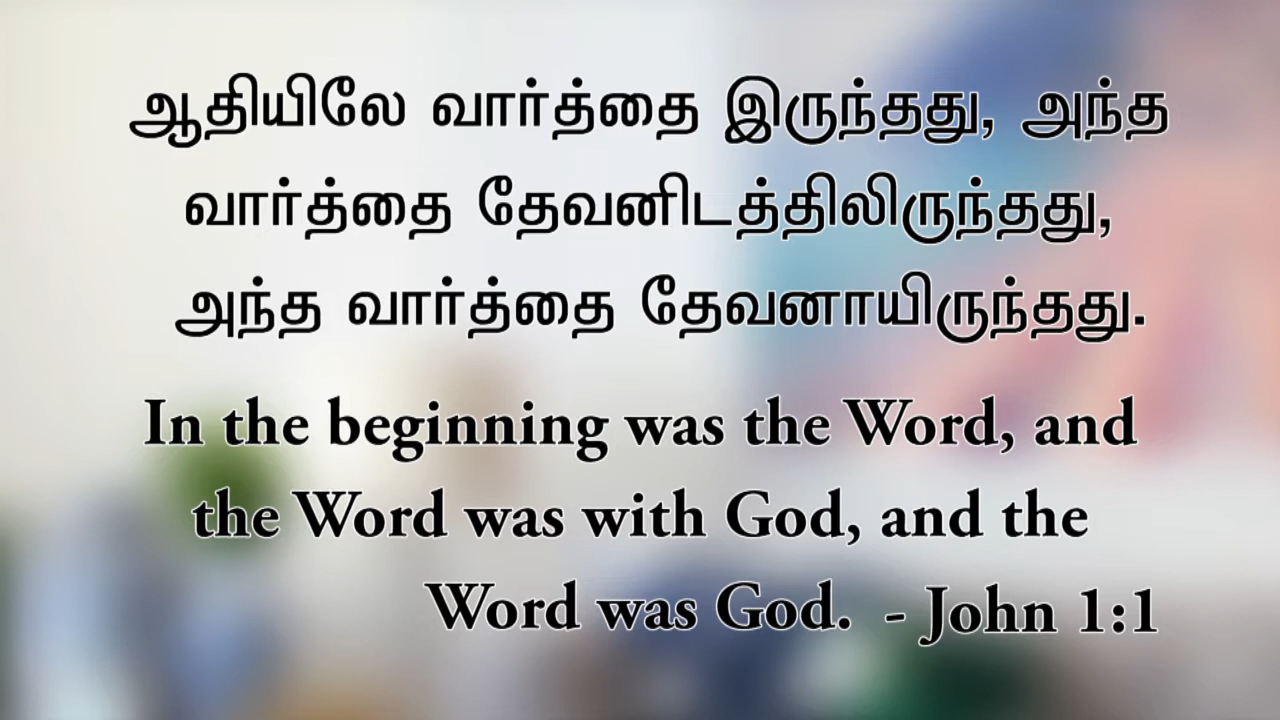 ஆதியிலே வார்த்தை இருந்தது, அந்த
வார்த்தை தேவனிடத்திலிருந்தது,
அந்த வார்த்தை தேவனாயிருந்தது.
In the beginning was the Word, and
the Word was with God, and the
Word was God. - John 1:1